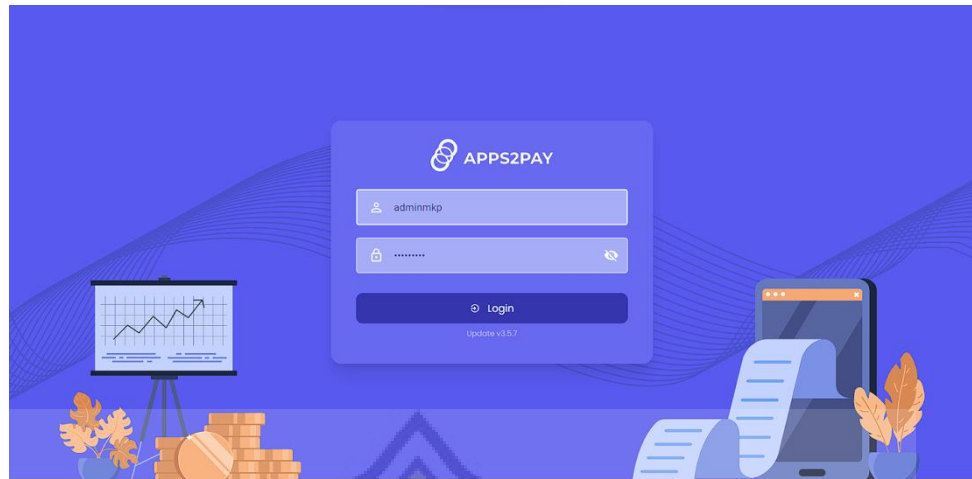 APPS2PAY
adminmkp
•••••••••
Login
Update v3.5.7